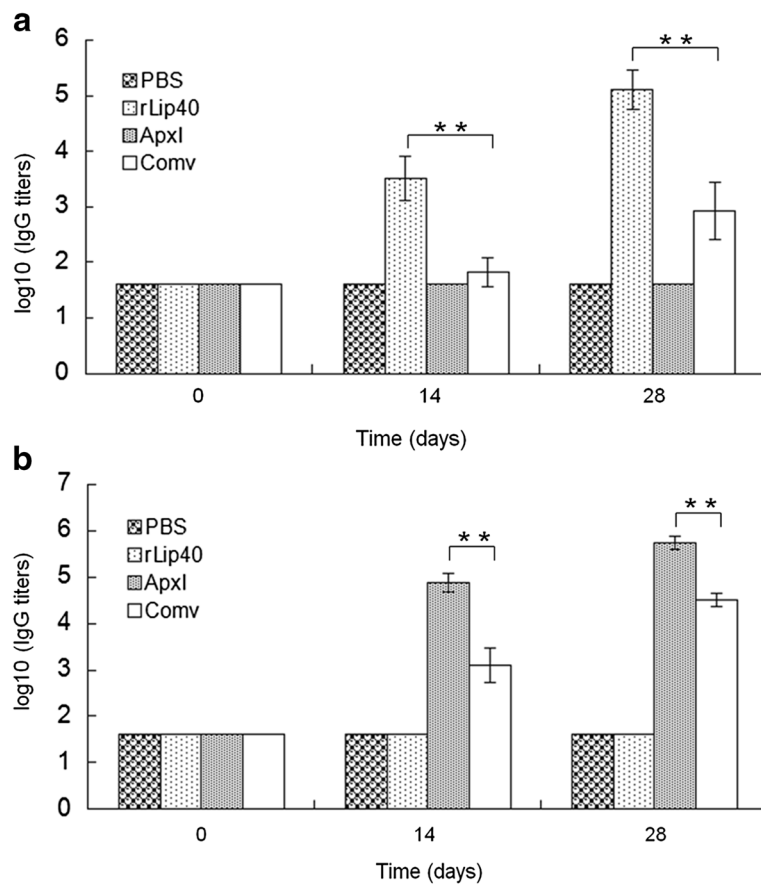 a
log10 (IgG titers)
6
5
4
3
2
1
0
PBS
rLip40
ApxI
Comv
* *
* *
0 14 28
Time (days)
b
log10 (IgG titers)
7
6
5
4
3
2
1
0
PBS
rLip40
ApxI
Comv
* *
* *
0 14 28
Time (days)